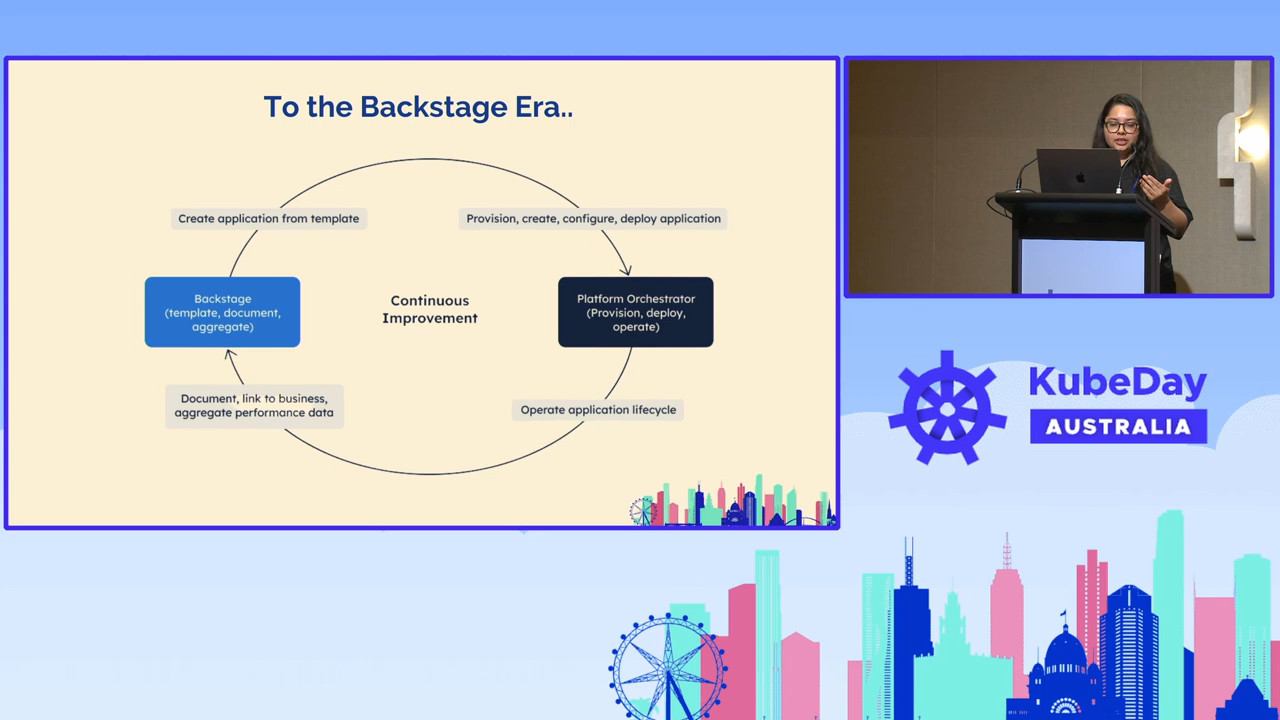 To the Backstage Era..
Create application from template
Provision, create, configure, deploy application
Backstage
(template, document,
aggregate)
Continuous
Improvement
Platform Orchestrator
(Provision, deploy,
operate)
Document, link to business,
aggregate performance data
Operate application lifecycle
KubeDay
AUSTRALIA